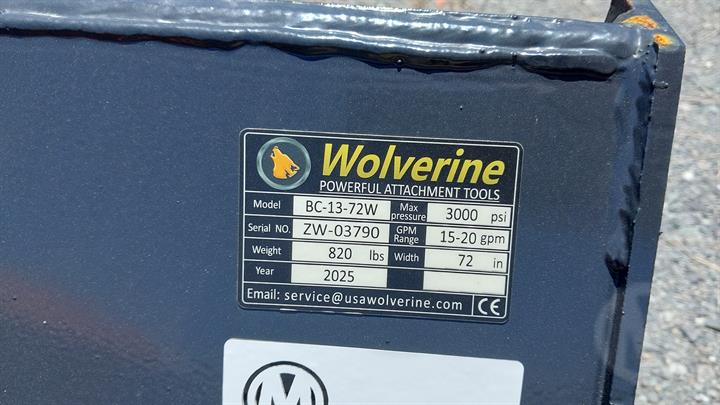 Wolverine
POWERFUL ATTACHMENT TOOLS
Model BC-13-72W Max pressure 3000 psi
Serial NO. ZW-03790 GPM Range 15-20 gpm
Weight 820 lbs Width 72 in
Year 2025
Email: service@usawolverine.com CE
M